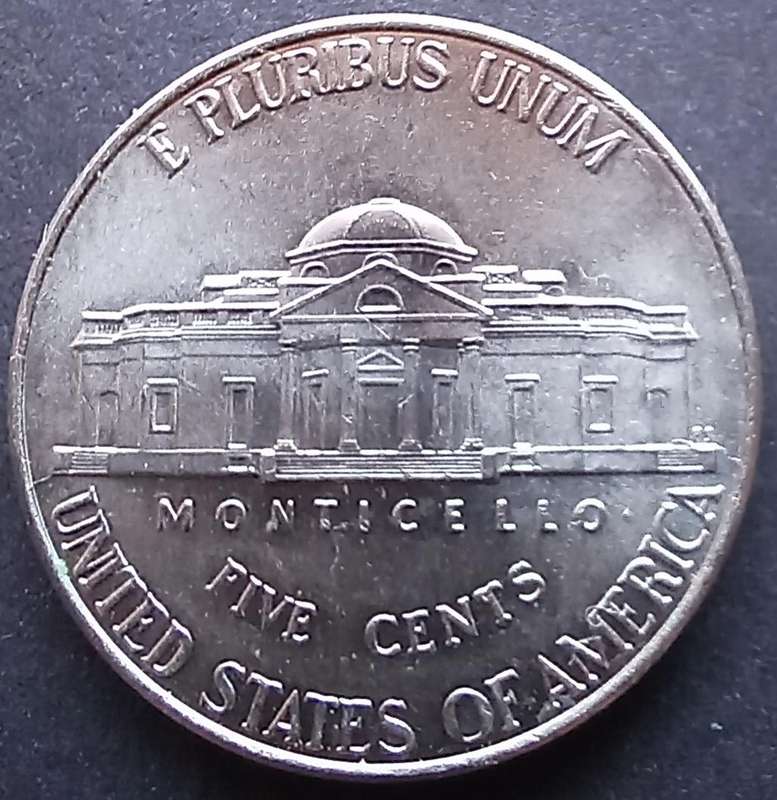 E PLURIBUS UNUM
MONTICELLO
FIVE CENTS
UNITED STATES OF AMERICA